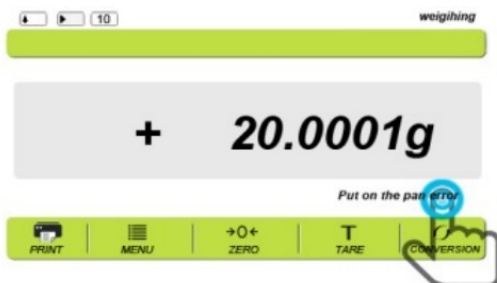 10 weigihing
+ 20.0001g
Put on the pan error
PRINT MENU →0← ZERO T TARE CONVERSION